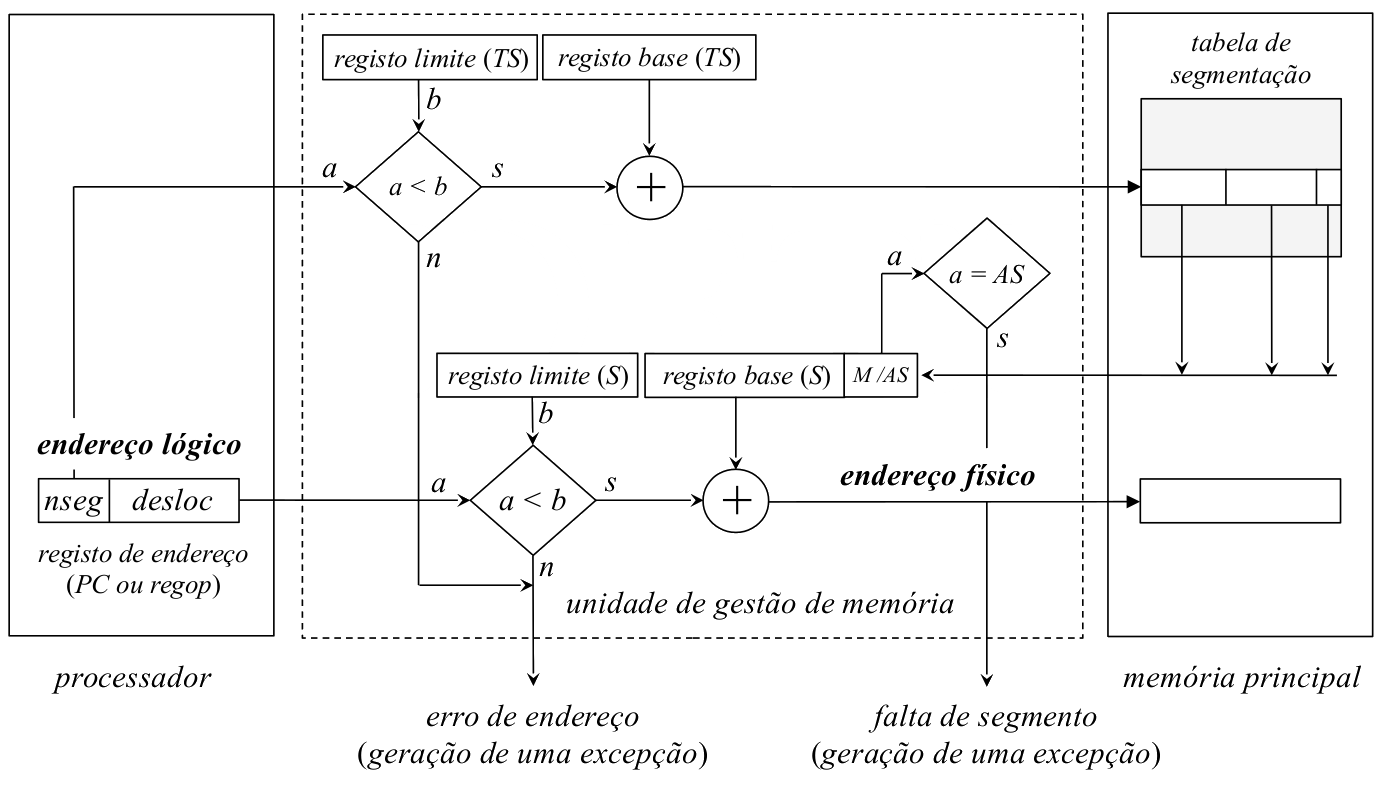 registo limite (TS)
registo base (TS)
tabela de
segmentação
b
a
a < b
s
+
n
a
a = AS
s
registo limite (S)
registo base (S)
M /AS
b
endereço lógico
nseg
desloc
a
a < b
s
+
endereço físico
registo de endereço
(PC ou regop)
n
unidade de gestão de memória
processador
memória principal
erro de endereço
(geração de uma excepção)
falta de segmento
(geração de uma excepção)